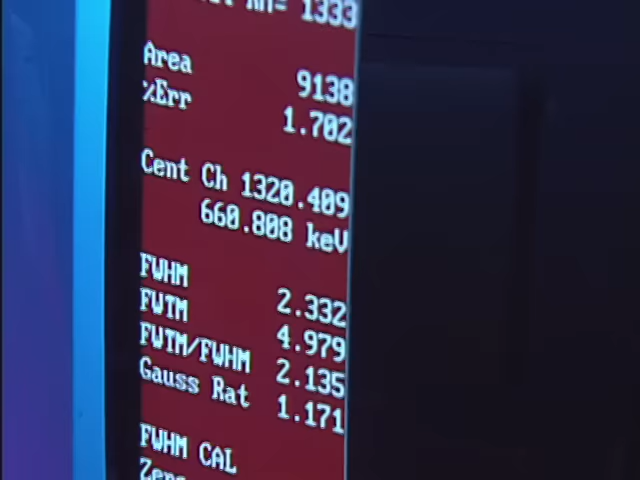 = 1333
Area 9138
%Err 1.702
Cent Ch 1320.409
660.808 keV
FWHM 2.332
FWTM 4.979
FWTM/FWHM 2.135
Gauss Rat 1.171
FWHM CAL